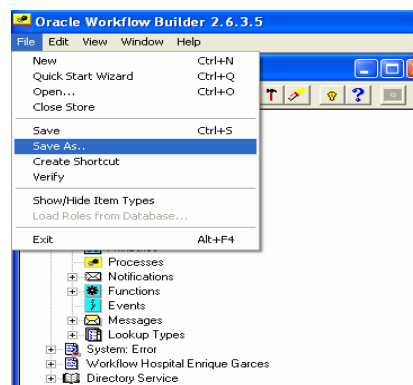 Oracle Workflow Builder 2.6.3.5
File Edit View Window Help
New Ctrl+N
Quick Start Wizard Ctrl+Q
Open... Ctrl+O
Close Store
Save Ctrl+S
Save As..
Create Shortcut
Verify
Show/Hide Item Types
Load Roles from Database...
Exit Alt+F4
Processes
Notifications
Functions
Events
Messages
Lookup Types
System: Error
Workflow Hospital Enrique Garces
Directory Service